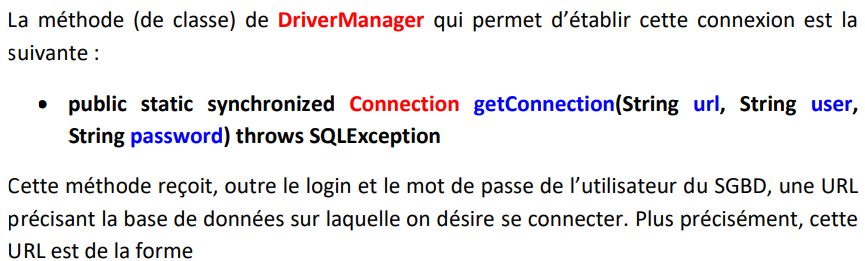 La méthode (de classe) de DriverManager qui permet d’établir cette connexion est la
suivante :
• public static synchronized Connection getConnection(String url, String user,
String password) throws SQLException
Cette méthode reçoit, outre le login et le mot de passe de l’utilisateur du SGBD, une URL
précisant la base de données sur laquelle on désire se connecter. Plus précisément, cette
URL est de la forme